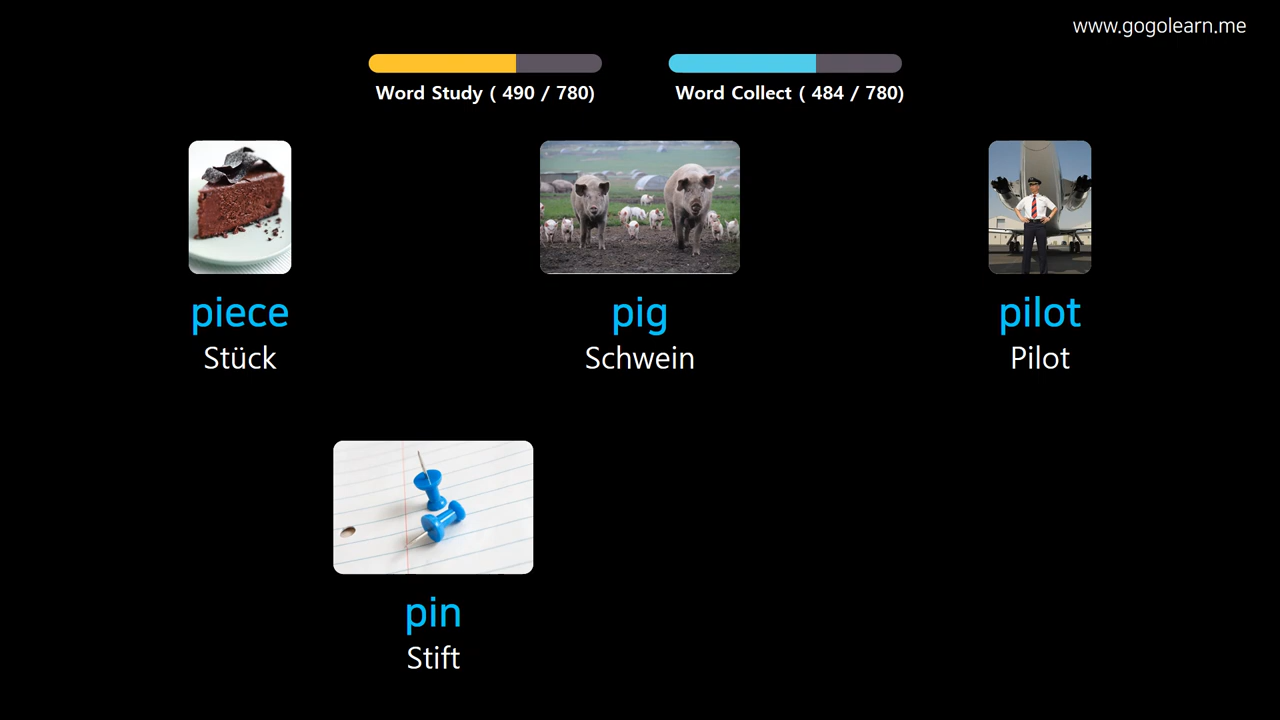 www.gogolearn.me
Word Study ( 490 / 780)
Word Collect ( 484 / 780)
piece
Stück
pig
Schwein
pilot
Pilot
pin
Stift